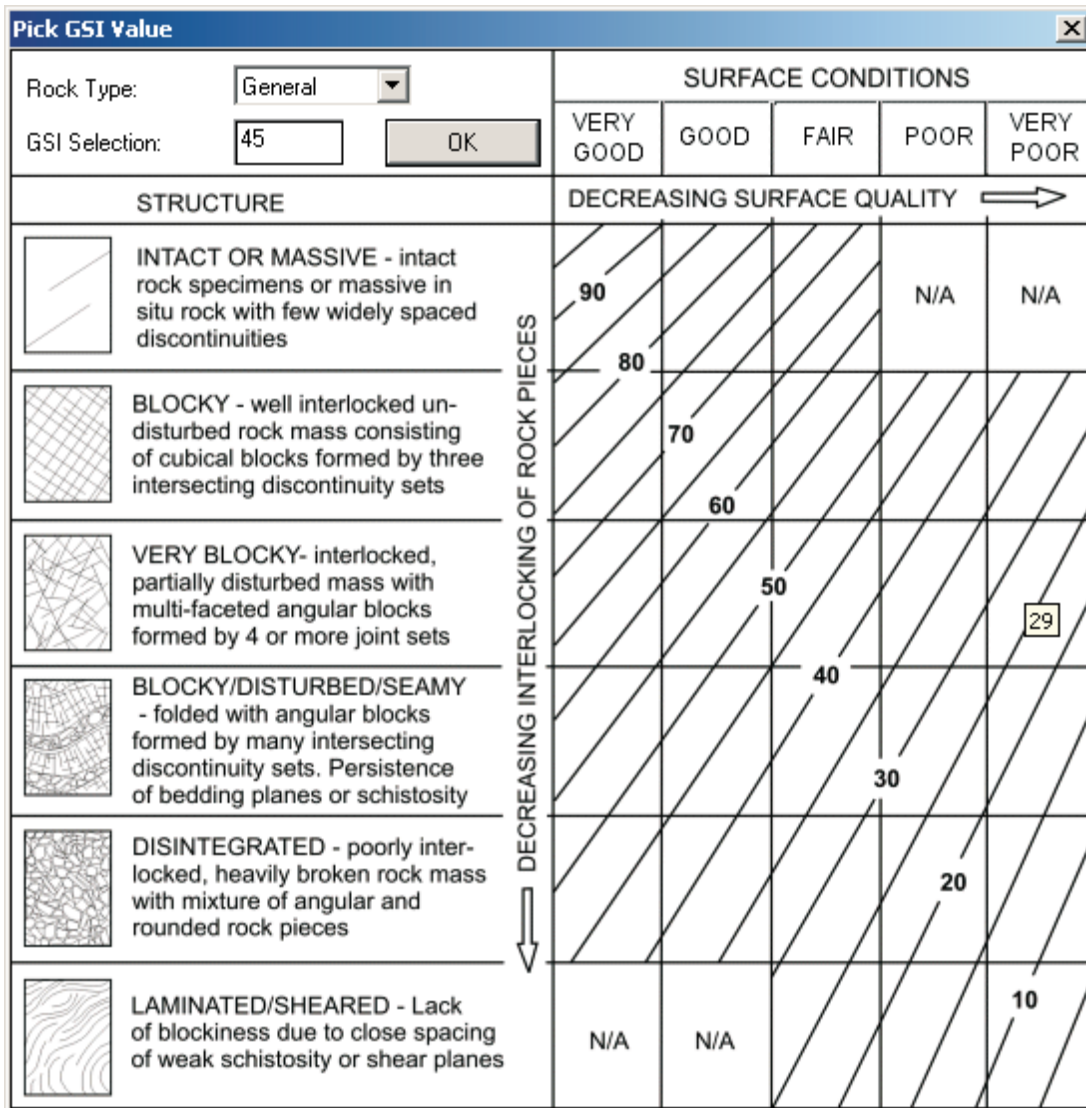 Pick GSI Value
Rock Type:
General
GSI Selection:
45
OK
SURFACE CONDITIONS
VERY
GOOD
GOOD
FAIR
POOR
VERY
POOR
STRUCTURE
DECREASING SURFACE QUALITY
INTACT OR MASSIVE - intact
rock specimens or massive in
situ rock with few widely spaced
discontinuities
BLOCKY - well interlocked un-
disturbed rock mass consisting
of cubical blocks formed by three
intersecting discontinuity sets
VERY BLOCKY- interlocked,
partially disturbed mass with
multi-faceted angular blocks
formed by 4 or more joint sets
BLOCKY/DISTURBED/SEAMY
- folded with angular blocks
formed by many intersecting
discontinuity sets. Persistence
of bedding planes or schistosity
DISINTEGRATED - poorly inter-
locked, heavily broken rock mass
with mixture of angular and
rounded rock pieces
LAMINATED/SHEARED - Lack
of blockiness due to close spacing
of weak schistosity or shear planes
DECREASING INTERLOCKING OF ROCK PIECES
90
N/A
N/A
80
70
60
50
29
40
30
20
10
N/A
N/A